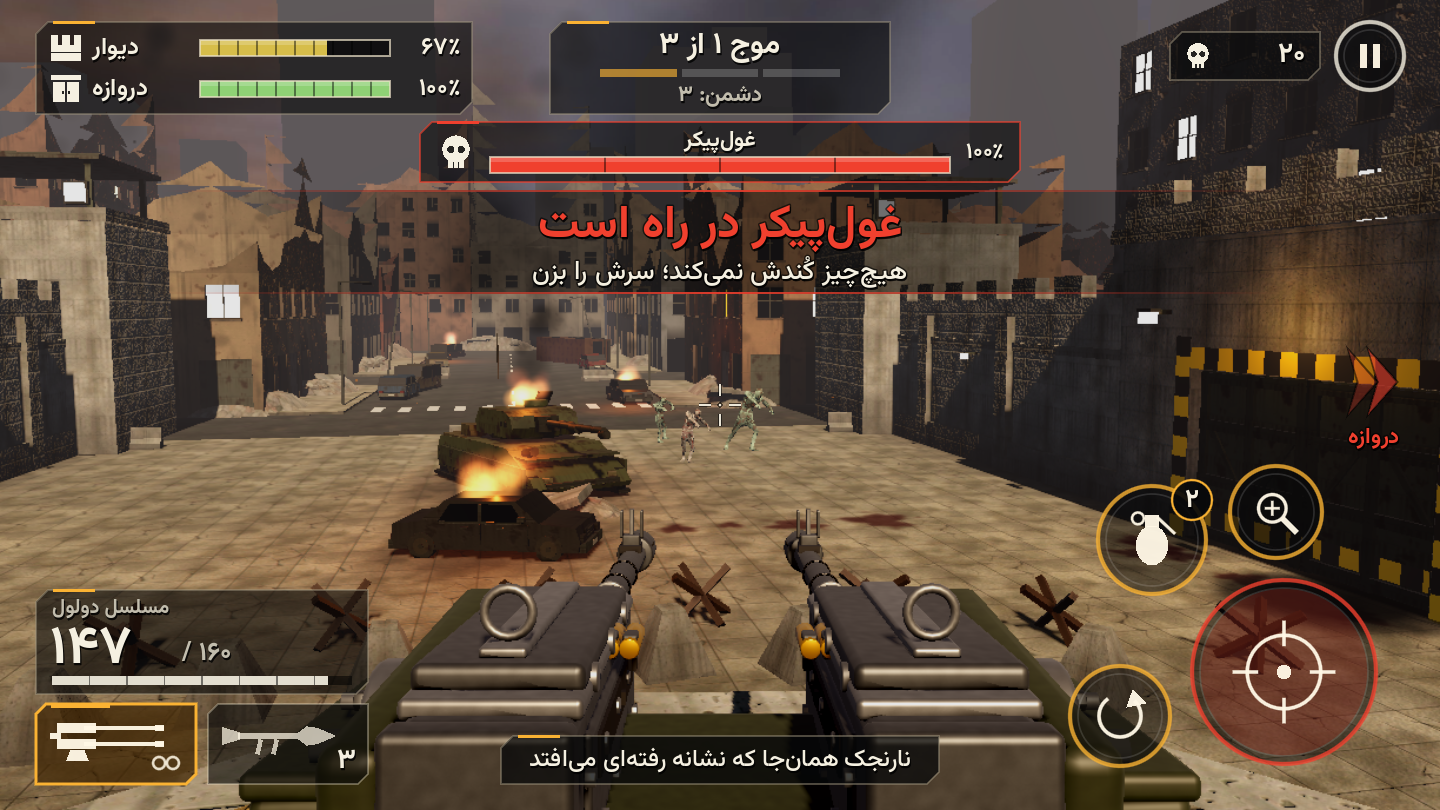 دیوار ۶۷٪
دروازه ۱۰۰٪
موج ۱ از ۳
دشمن: ۳
۲۰
غول‌پیکر
۱۰۰٪
غول‌پیکر در راه است
هیچ‌چیز کُندش نمی‌کند؛ سرش را بزن
دروازه
۲
مسلسل دولول
۱۴۷ / ۱۶۰
∞
۳
نارنجک همان‌جا که نشانه رفته‌ای می‌افتد